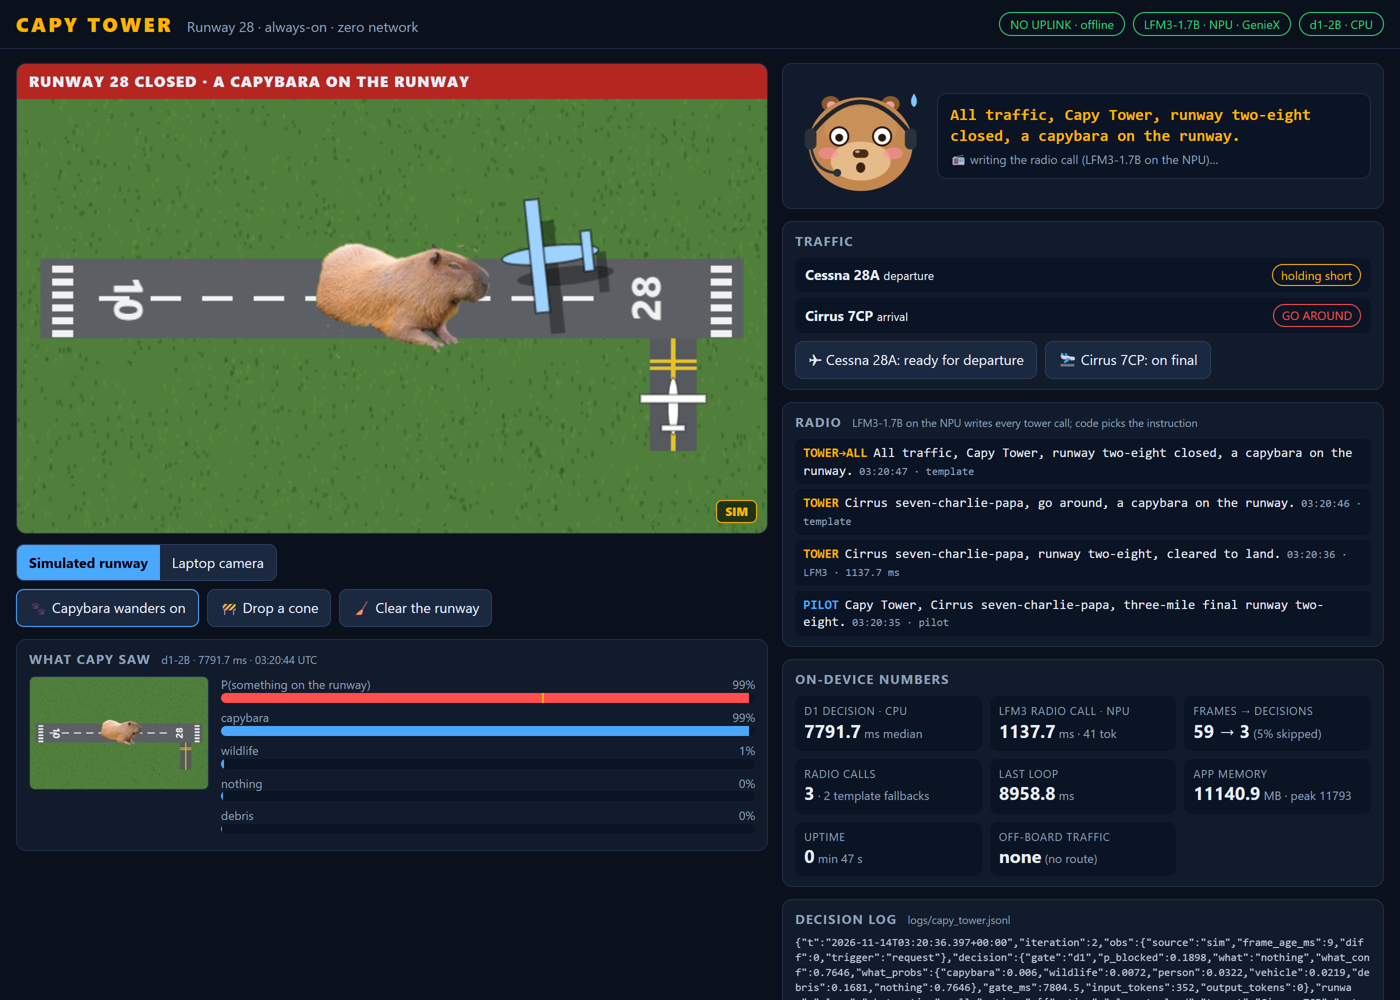 CAPY TOWER
Runway 28 · always-on · zero network
NO UPLINK · offline
LFM3-1.7B · NPU · GenieX
d1-2B · CPU
RUNWAY 28 CLOSED · A CAPYBARA ON THE RUNWAY
10
28
SIM
Simulated runway
Laptop camera
Capybara wanders on
Drop a cone
Clear the runway
WHAT CAPY SAW d1-2B · 7791.7 ms · 03:20:44 UTC
28
P(something on the runway) 99%
capybara 99%
wildlife 1%
nothing 0%
debris 0%
All traffic, Capy Tower, runway two-eight
closed, a capybara on the runway.
writing the radio call (LFM3-1.7B on the NPU)...
TRAFFIC
Cessna 28A departure holding short
Cirrus 7CP arrival GO AROUND
Cessna 28A: ready for departure
Cirrus 7CP: on final
RADIO LFM3-1.7B on the NPU writes every tower call; code picks the instruction
TOWER→ALL All traffic, Capy Tower, runway two-eight closed, a capybara on the
runway. 03:20:47 · template
TOWER Cirrus seven-charlie-papa, go around, a capybara on the runway. 03:20:46 ·
template
TOWER Cirrus seven-charlie-papa, runway two-eight, cleared to land. 03:20:36 ·
LFM3 · 1137.7 ms
PILOT Capy Tower, Cirrus seven-charlie-papa, three-mile final runway two-
eight. 03:20:35 · pilot
ON-DEVICE NUMBERS
D1 DECISION · CPU
7791.7 ms median
LFM3 RADIO CALL · NPU
1137.7 ms · 41 tok
FRAMES → DECISIONS
59 → 3 (5% skipped)
RADIO CALLS
3 · 2 template fallbacks
LAST LOOP
8958.8 ms
APP MEMORY
11140.9 MB · peak 11793
UPTIME
0 min 47 s
OFF-BOARD TRAFFIC
none (no route)
DECISION LOG logs/capy_tower.jsonl
{"t":"2026-11-14T03:20:36.397+00:00","iteration":2,"obs":{"source":"sim","frame_age_ms":9,"dif
f":0,"trigger":"request"},"decision":{"gate":"d1","p_blocked":0.1898,"what":"nothing","what_con
f":0.7646,"what_probs":{"capybara":0.006,"wildlife":0.0072,"person":0.0322,"vehicle":0.0219,"de
bris":0.1681,"nothing":0.7646},"gate_ms":7804.5,"input_tokens":352,"output_tokens":0},"runwa